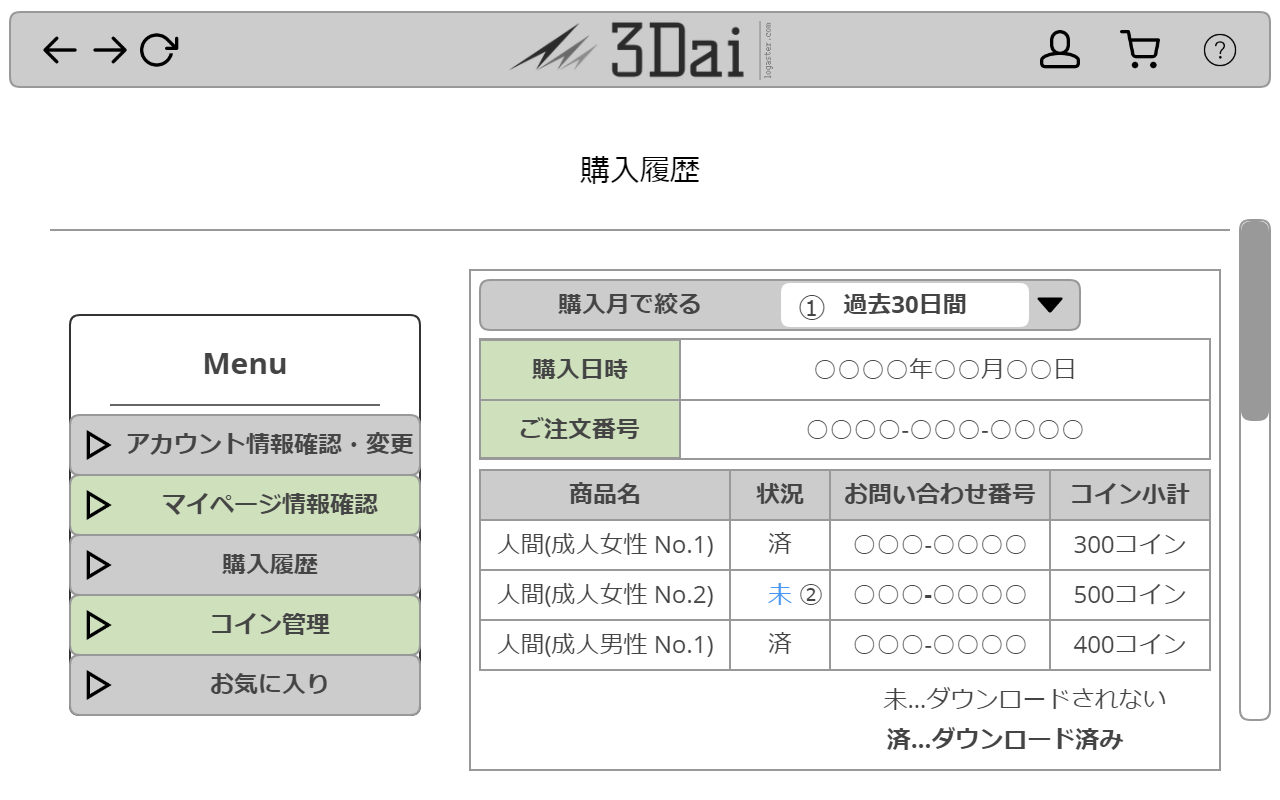 3Dai
logaster.com
?
購入履歴
Menu
アカウント情報確認・変更
マイページ情報確認
購入履歴
コイン管理
お気に入り
購入月で絞る ① 過去30日間
購入日時 ○○○○年○○月○○日
ご注文番号 ○○○○-○○○-○○○○
商品名 状況 お問い合わせ番号 コイン小計
人間(成人女性 No.1) 済 ○○○-○○○○ 300コイン
人間(成人女性 No.2) 未 ② ○○○-○○○○ 500コイン
人間(成人男性 No.1) 済 ○○○-○○○○ 400コイン
未...ダウンロードされない
済...ダウンロード済み